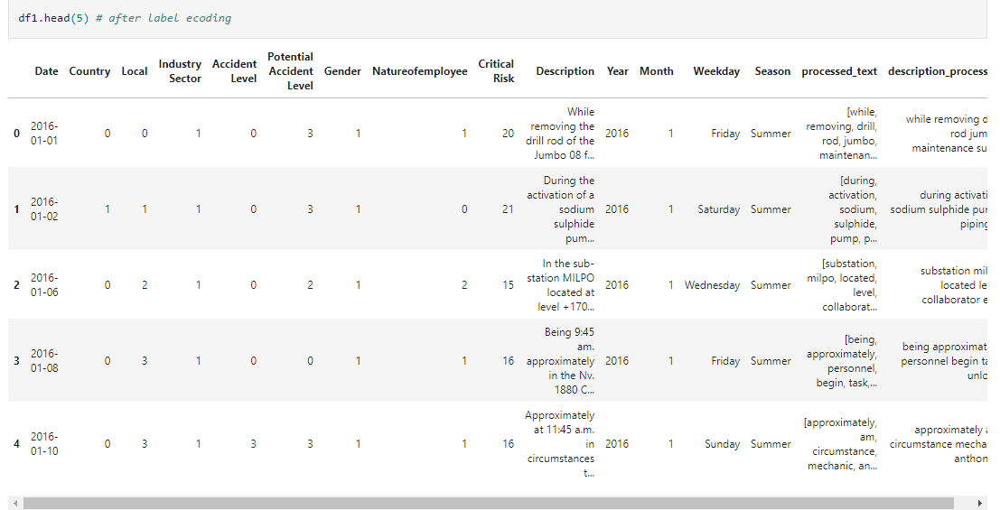 df1.head(5) # after label ecoding
Date Country Local Industry Sector Accident Level Potential Accident Level Gender Natureofemployee Critical Risk Description Year Month Weekday Season processed_text description_process
0 2016-01-01 0 0 1 0 3 1 1 20 While removing the drill rod of the Jumbo 08 f... 2016 1 Friday Summer [while, removing, drill, rod, jumbo, maintenan... while removing d rod jum maintenance su
1 2016-01-02 1 1 1 0 3 1 0 21 During the activation of a sodium sulphide pum... 2016 1 Saturday Summer [during, activation, sodium, sulphide, pump, p... during activati sodium sulphide pu piping
2 2016-01-06 0 2 1 0 2 1 2 15 In the sub-station MILPO located at level +170... 2016 1 Wednesday Summer [substation, milpo, located, level, collaborat... substation mil located le collaborator e
3 2016-01-08 0 3 1 0 0 1 1 16 Being 9:45 am. approximately in the Nv. 1880 C... 2016 1 Friday Summer [being, approximately, personnel, begin, task,... being approximat personnel begin ta unlo
4 2016-01-10 0 3 1 3 3 1 1 16 Approximately at 11:45 a.m. in circumstances t... 2016 1 Sunday Summer [approximately, am, circumstance, mechanic, an... approximately a circumstance mecha anthon